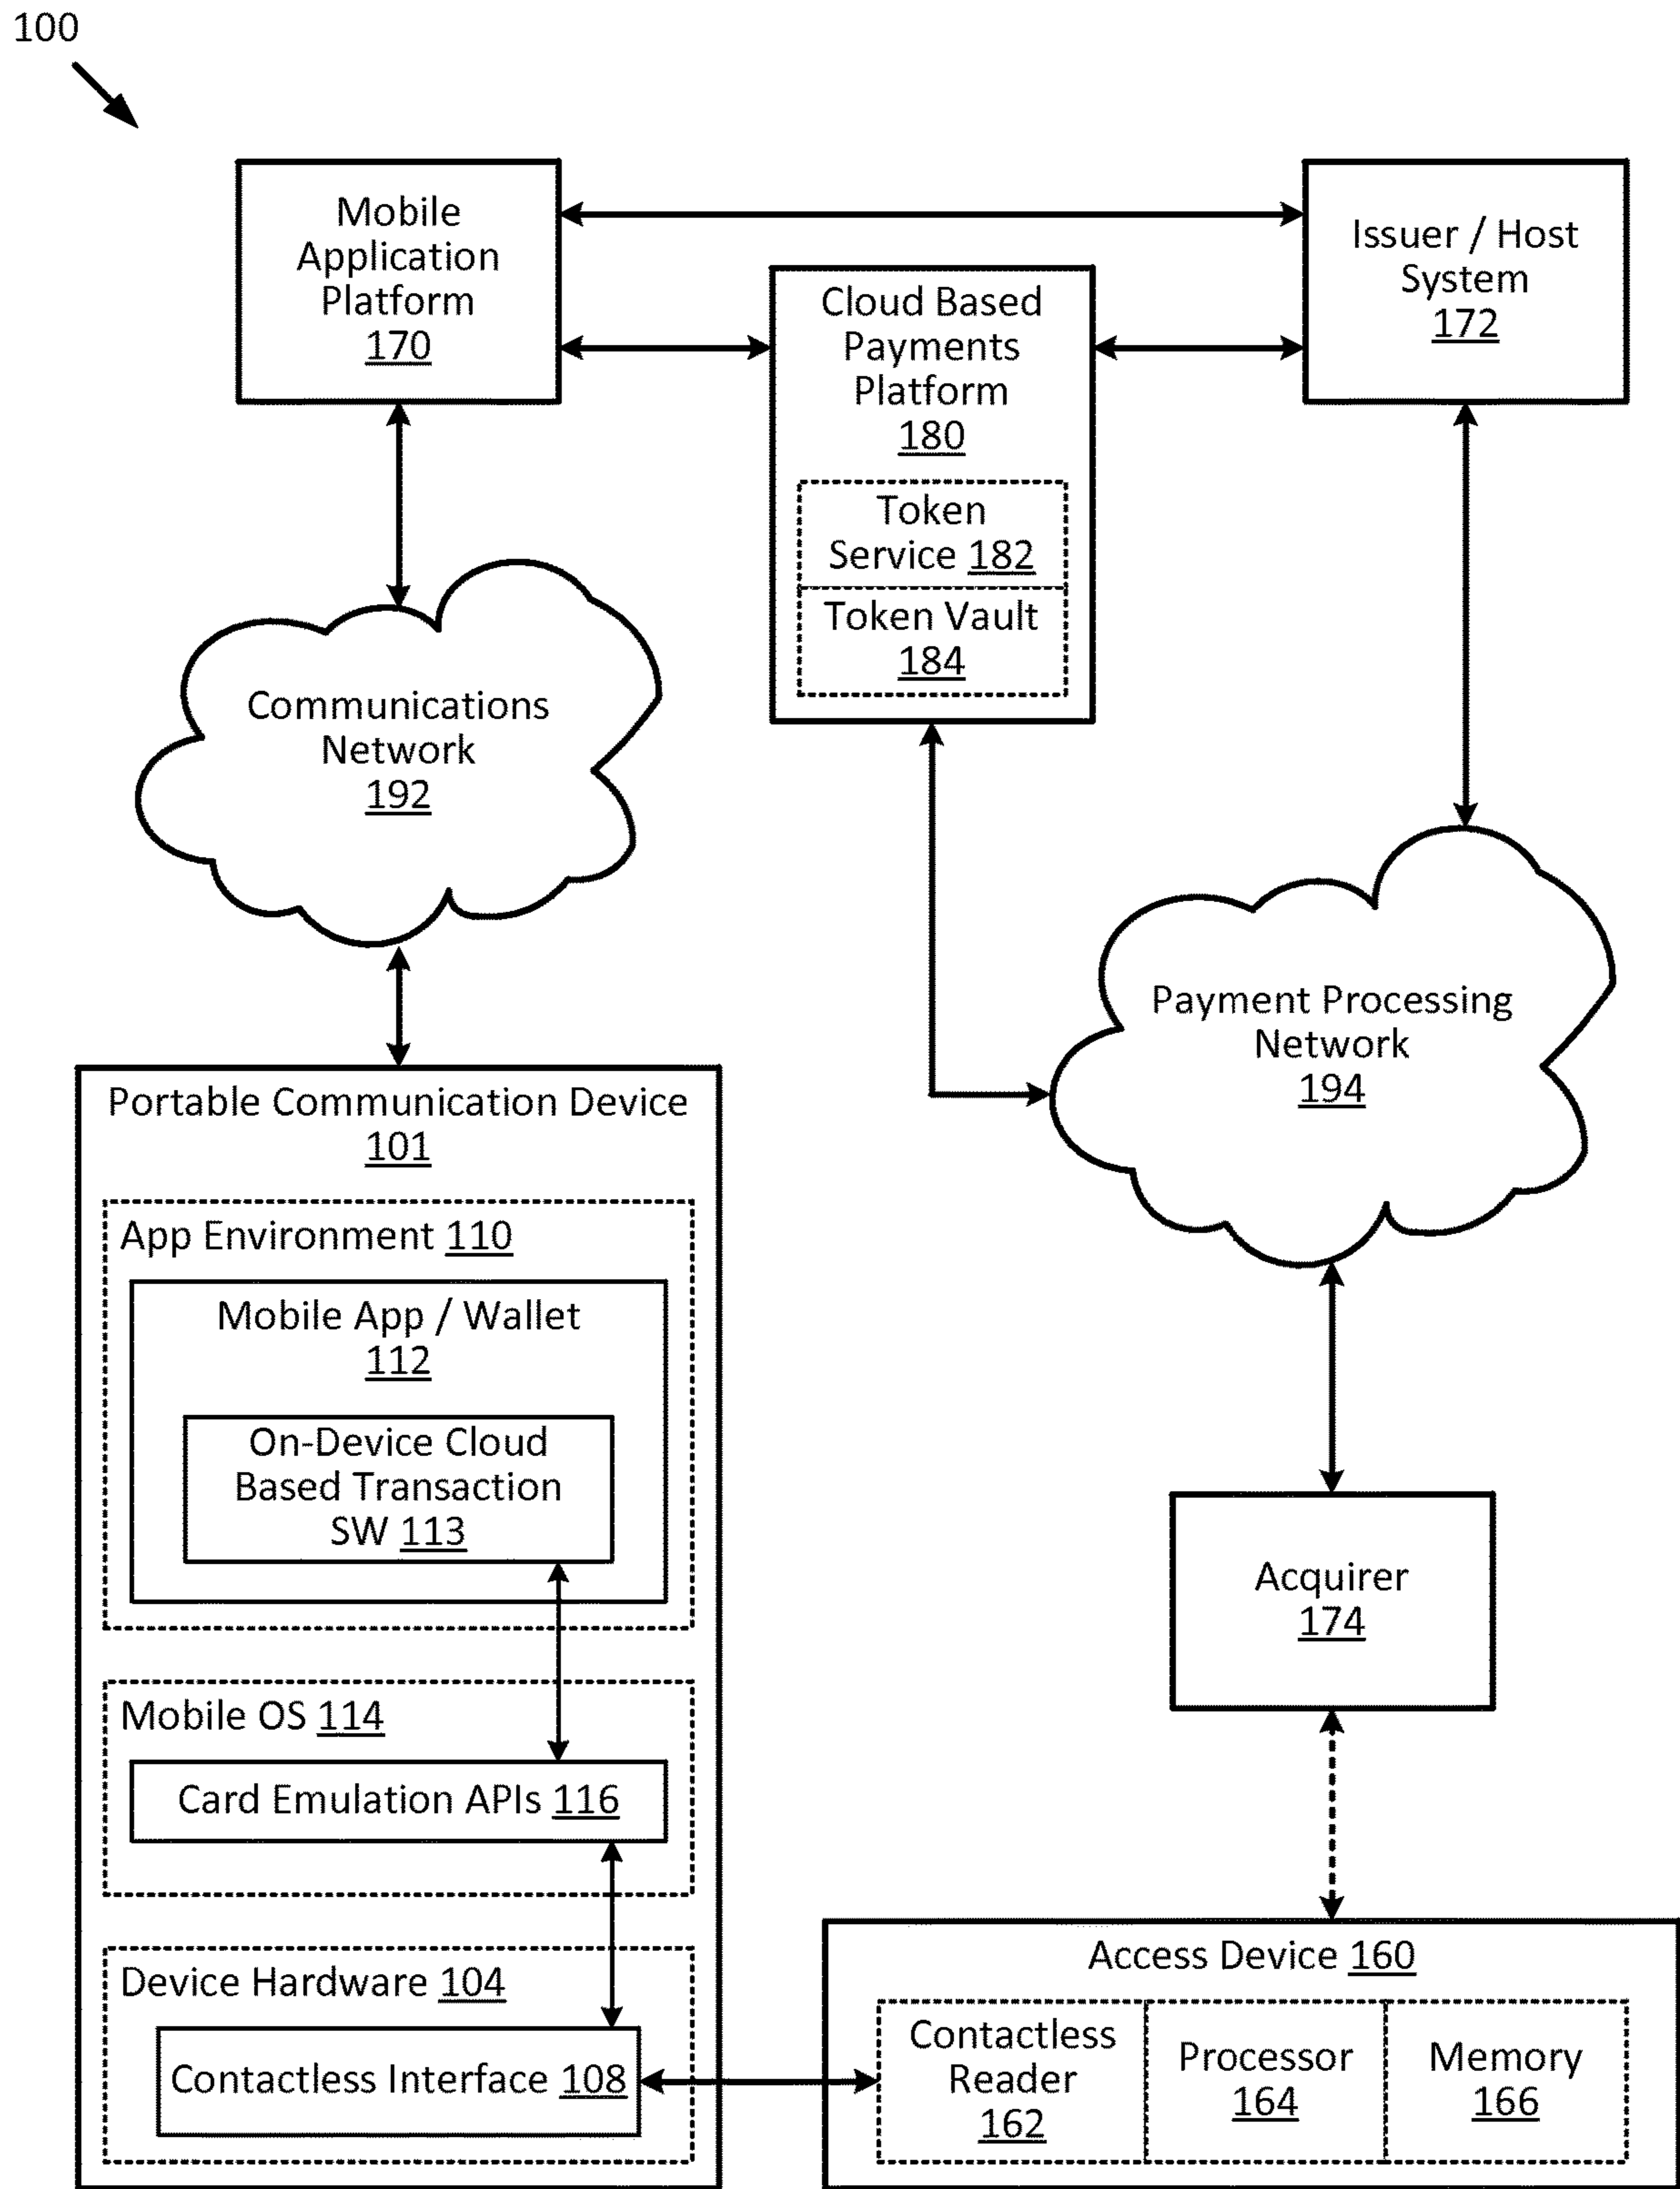 100
Mobile
Application
Platform
170
Issuer / Host
System
172
Cloud Based
Payments
Platform
180
Token
Service 182
Token Vault
184
Communications
Network
192
Payment Processing
Network
194
Portable Communication Device
101
App Environment 110
Mobile App / Wallet
112
On-Device Cloud
Based Transaction
SW 113
Mobile OS 114
Card Emulation APIs 116
Device Hardware 104
Contactless Interface 108
Acquirer
174
Access Device 160
Contactless
Reader
162
Processor
164
Memory
166